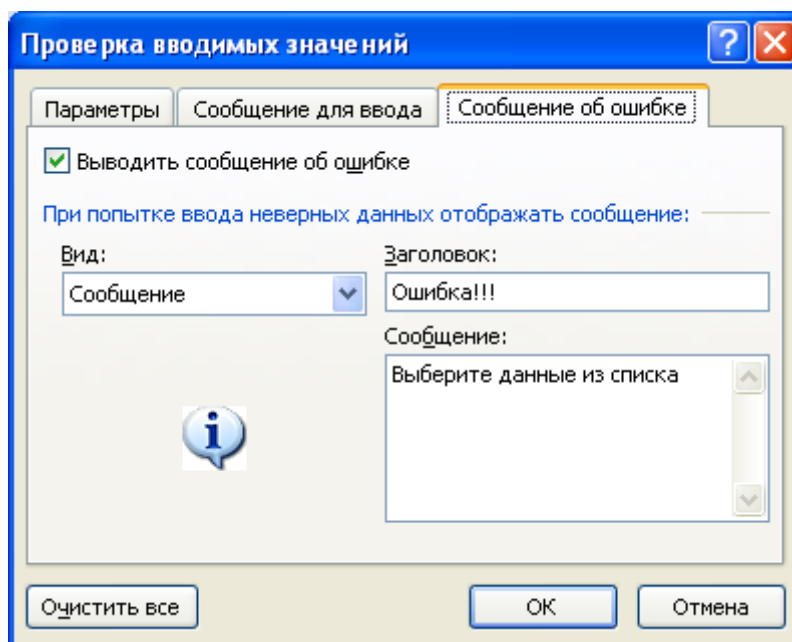 Проверка вводимых значений
Параметры Сообщение для ввода Сообщение об ошибке
Выводить сообщение об ошибке
При попытке ввода неверных данных отображать сообщение:
Вид: Заголовок:
Сообщение Ошибка!!!
Сообщение:
Выберите данные из списка
Очистить все ОК Отмена